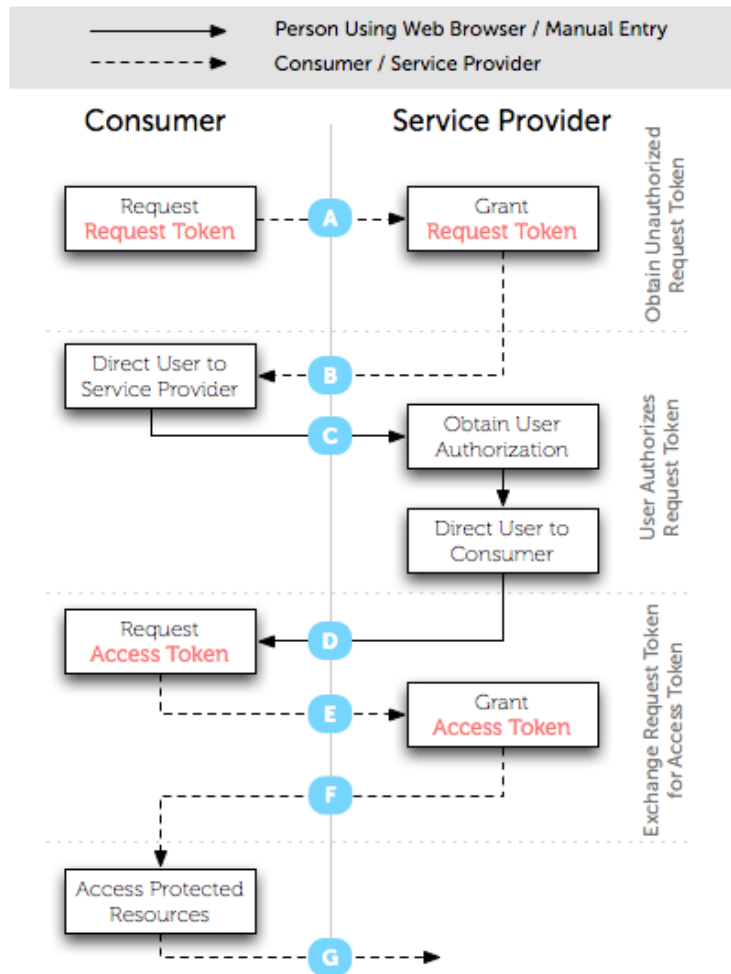 Person Using Web Browser / Manual Entry
Consumer / Service Provider
Consumer
Service Provider
Request
Request Token
A
Grant
Request Token
Obtain Unauthorized
Request Token
Direct User to
Service Provider
B
C
Obtain User
Authorization
Direct User to
Consumer
User Authorizes
Request Token
Request
Access Token
D
E
Grant
Access Token
F
Exchange Request Token
for Access Token
Access Protected
Resources
G